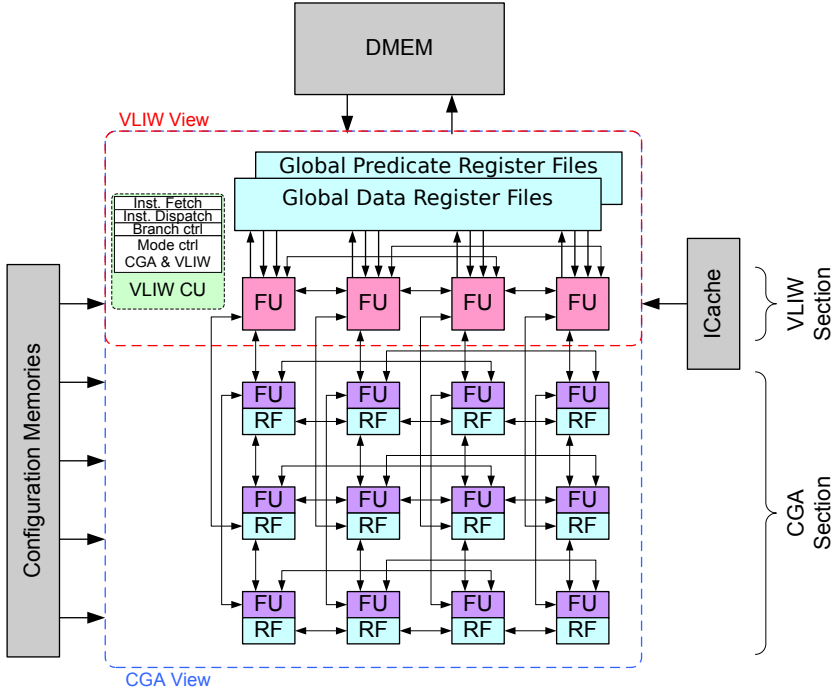 DMEM
VLIW View
Global Predicate Register Files
Global Data Register Files
Inst. Fetch
Inst. Dispatch
Branch ctrl
Mode ctrl
CGA & VLIW
VLIW CU
FU
FU
FU
FU
ICache
VLIW
Section
Configuration Memories
FU
FU
FU
FU
RF
RF
RF
RF
FU
FU
FU
FU
RF
RF
RF
RF
CGA
Section
FU
FU
FU
FU
RF
RF
RF
RF
CGA View